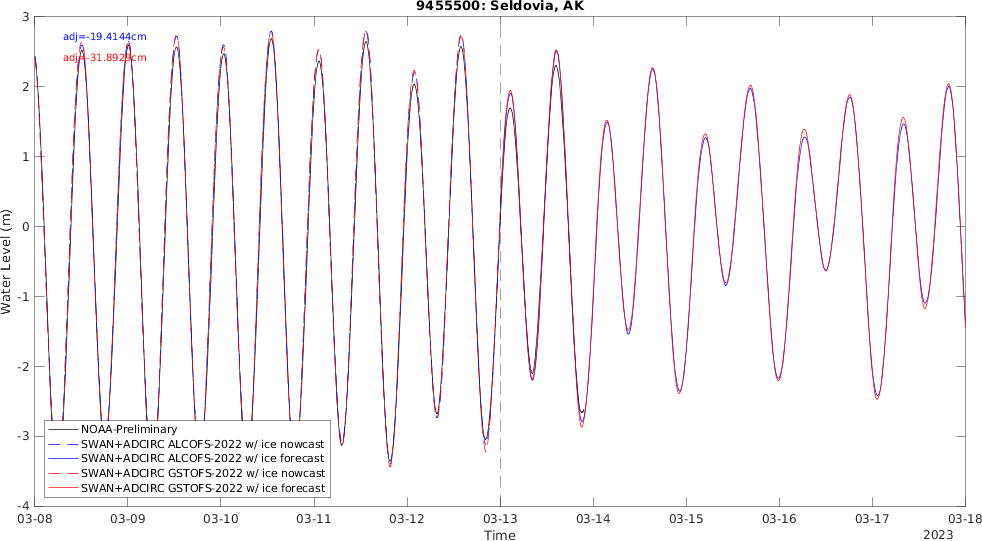 9455500: Seldovia, AK
adj=-19.4144cm
adj=-31.8929cm
3
2
1
0
-1
-2
-3
-4
Water Level (m)
NOAA-Preliminary
SWAN+ADCIRC ALCOFS-2022 w/ ice nowcast
SWAN+ADCIRC ALCOFS-2022 w/ ice forecast
SWAN+ADCIRC GSTOFS-2022 w/ ice nowcast
SWAN+ADCIRC GSTOFS-2022 w/ ice forecast
03-08 03-09 03-10 03-11 03-12 03-13 03-14 03-15 03-16 03-17 03-18
Time
2023